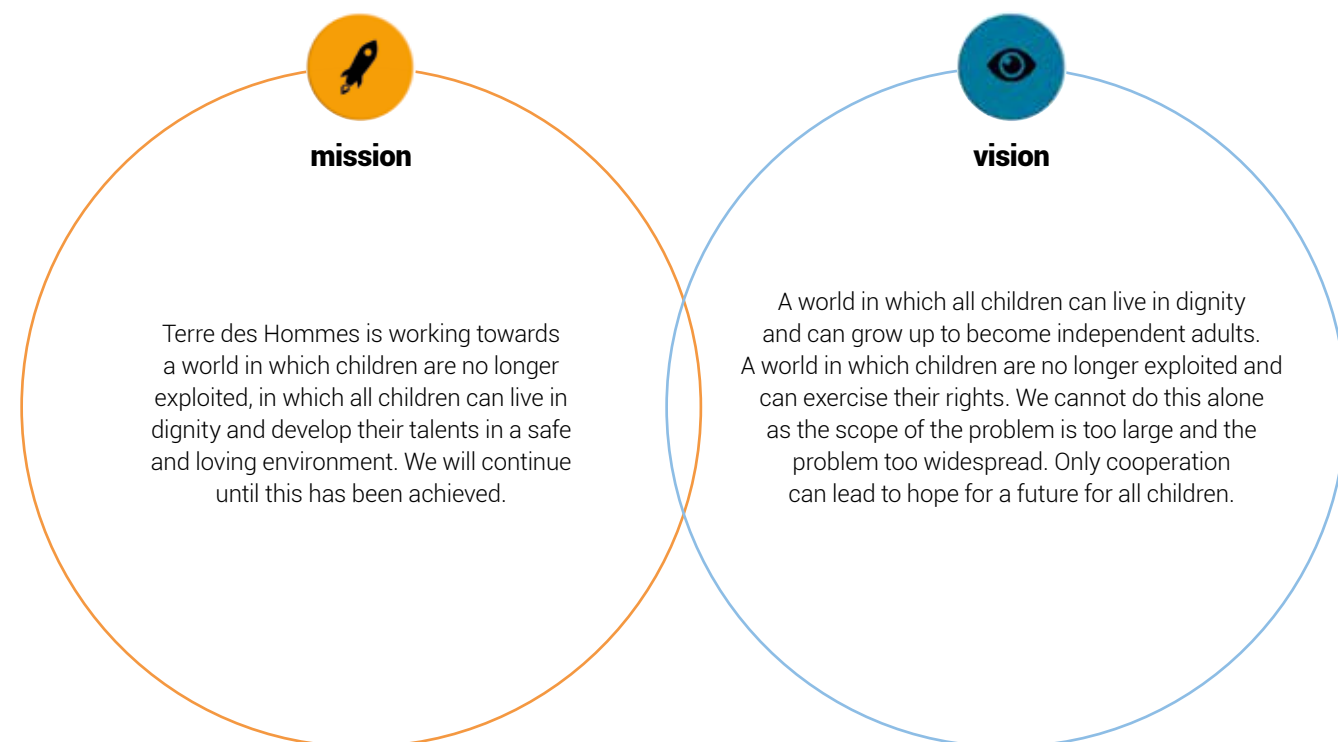 mission
Terre des Hommes is working towards
a world in which children are no longer
exploited, in which all children can live in
dignity and develop their talents in a safe
and loving environment. We will continue
until this has been achieved.
vision
A world in which all children can live in dignity
and can grow up to become independent adults.
A world in which children are no longer exploited and
can exercise their rights. We cannot do this alone
as the scope of the problem is too large and the
problem too widespread. Only cooperation
can lead to hope for a future for all children.